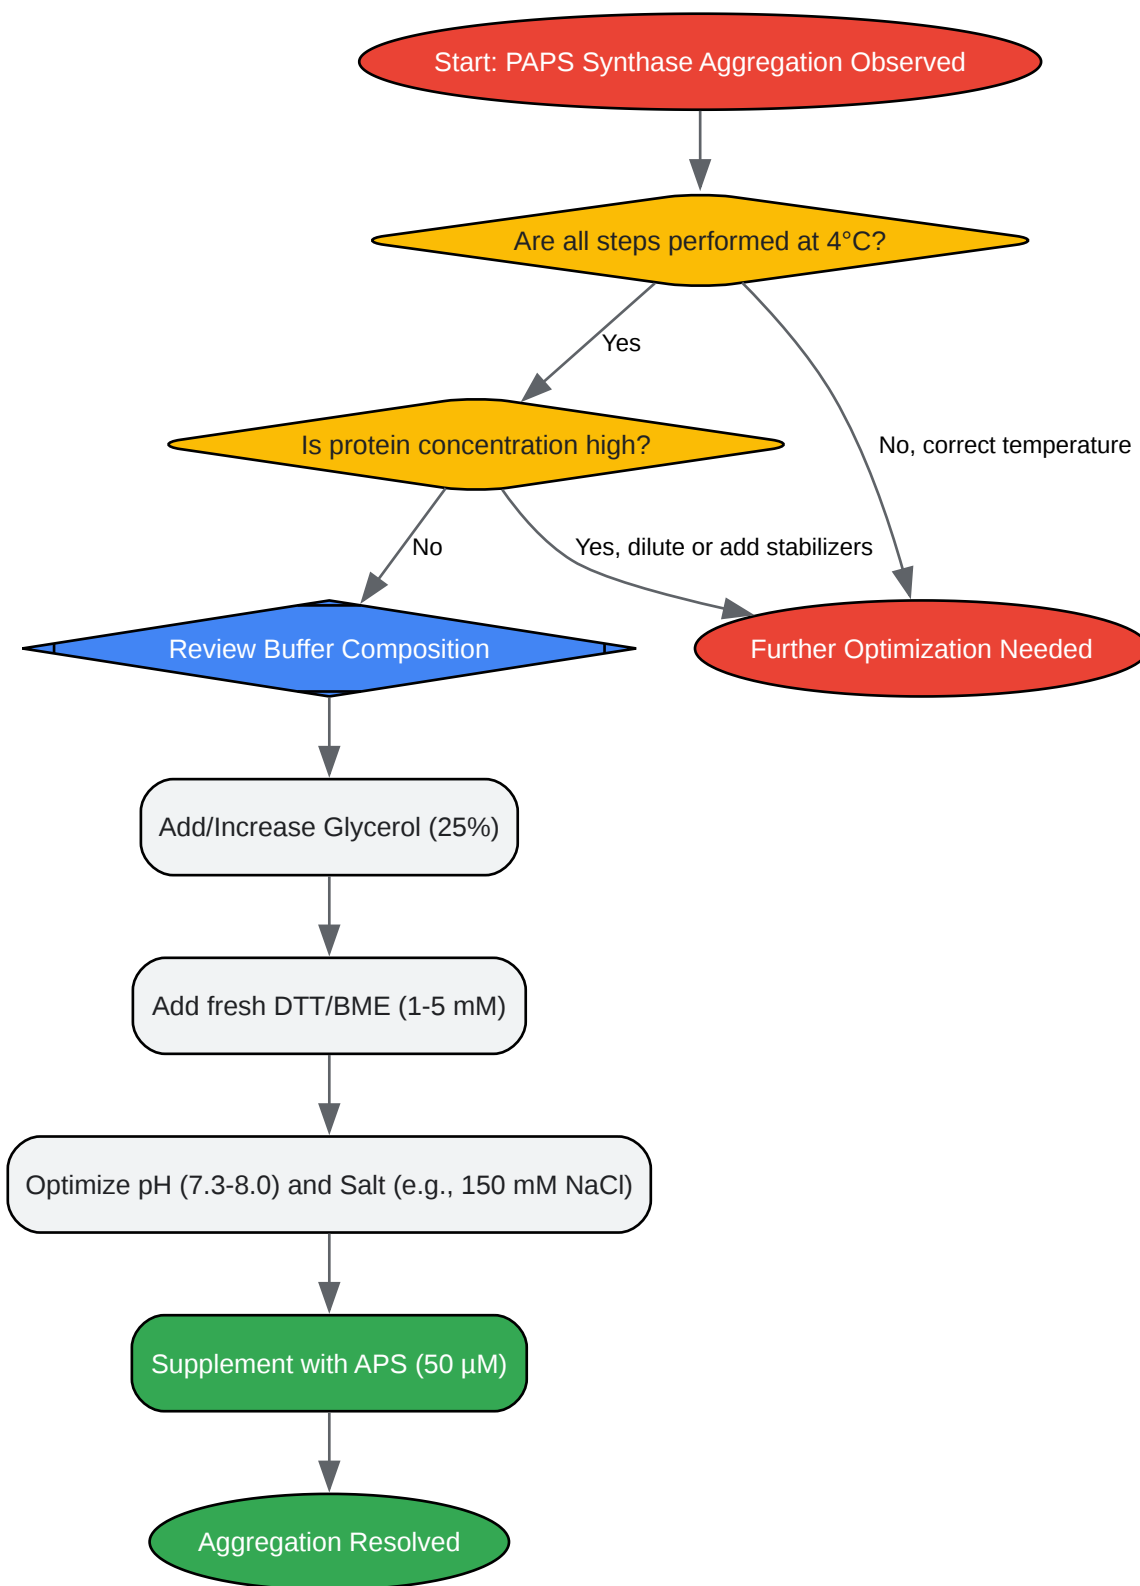 Start: PAPS Synthase Aggregation Observed
Are all steps performed at 4°C?
Yes
Is protein concentration high?
No, correct temperature
No
Yes, dilute or add stabilizers
Review Buffer Composition
Further Optimization Needed
Add/Increase Glycerol (25%)
Add fresh DTT/BME (1-5 mM)
Optimize pH (7.3-8.0) and Salt (e.g., 150 mM NaCl)
Supplement with APS (50 µM)
Aggregation Resolved